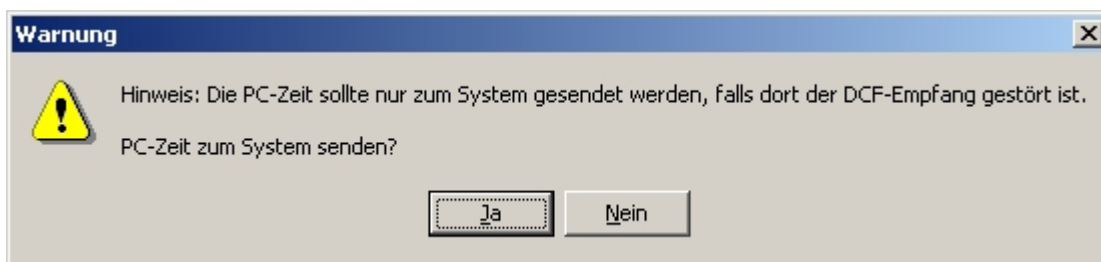 Warnung
Hinweis: Die PC-Zeit sollte nur zum System gesendet werden, falls dort der DCF-Empfang gestört ist.
PC-Zeit zum System senden?
Ja Nein